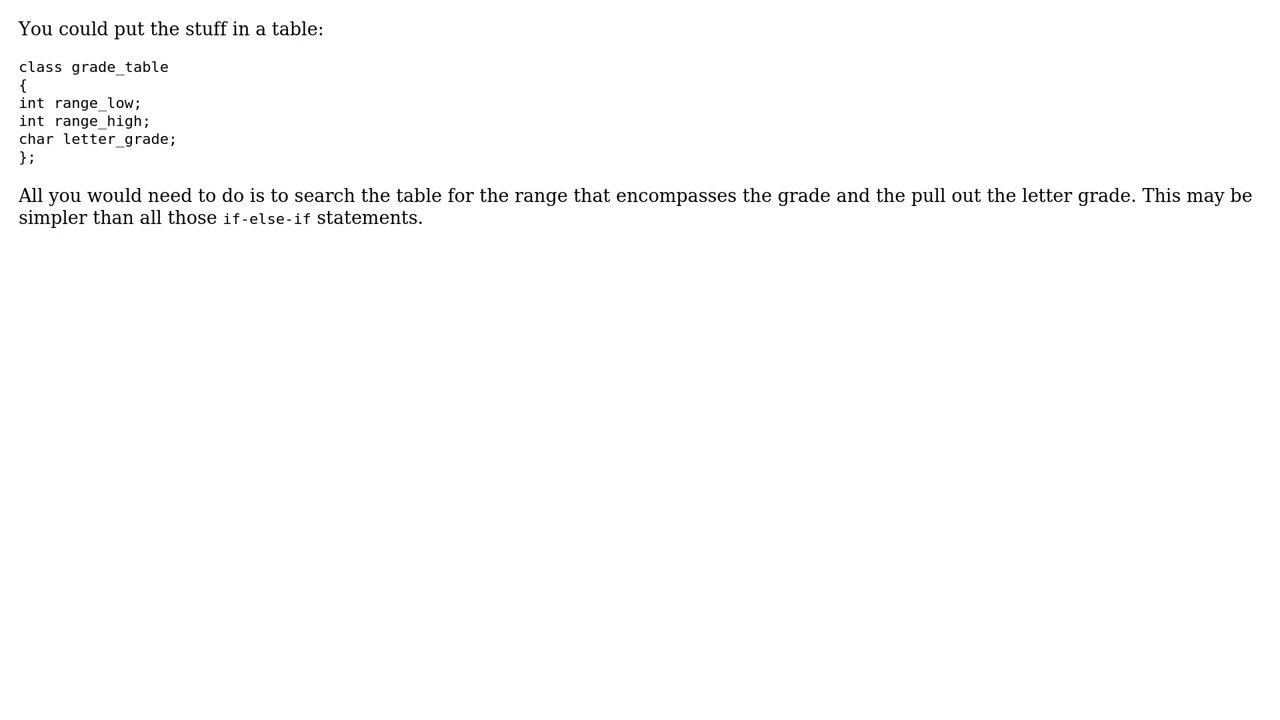 You could put the stuff in a table:
class grade_table
{
int range_low;
int range_high;
char letter_grade;
};
All you would need to do is to search the table for the range that encompasses the grade and the pull out the letter grade. This may be
simpler than all those if-else-if statements.